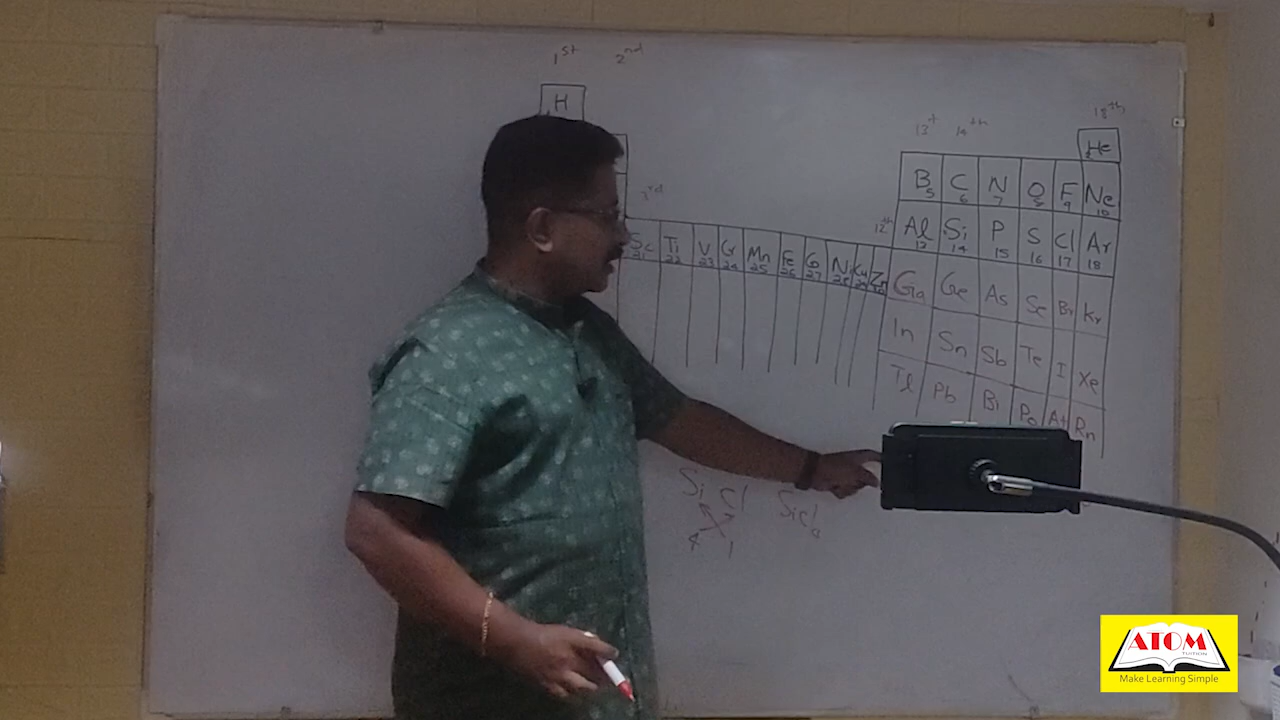 1st 2nd
H
18th
He
13th 14th
B C N O F Ne
5 6 7 8 9 10
3rd
12th
Al Si P S Cl Ar
13 14 15 16 17 18
Sc Ti V Cr Mn Fe Co Ni Cu Zn
21 22 23 24 25 26 27 28 29 30
Ga Ge As Se Br Kr
In Sn Sb Te I Xe
Tl Pb Bi Po At Rn
Si Cl SiCl4
4 1
ATOM
TUITION
Make Learning Simple